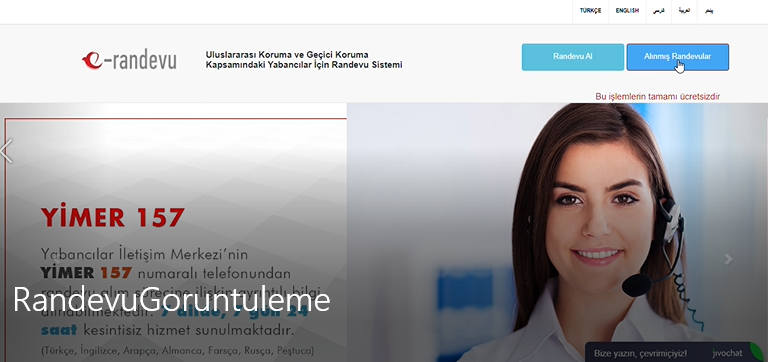 TÜRKÇE ENGLISH فارسی العربية پښتو
e-randevu
Uluslararası Koruma ve Geçici Koruma
Kapsamındaki Yabancılar İçin Randevu Sistemi
Randevu Al
Alınmış Randevular
Bu işlemlerin tamamı ücretsizdir
YİMER 157
Yabancılar İletişim Merkezi'nin
YİMER 157 numaralı telefonundan
randevu alım sürecine ilişkin ayrıntılı bilgi
alınabilmektedir. 7 dilde, 7 gün 24
saat kesintisiz hizmet sunulmaktadır.
(Türkçe, İngilizce, Arapça, Almanca, Farsça, Rusça, Peştuca)
RandevuGoruntuleme
Bize yazın, çevrimiçiyiz! jivochat